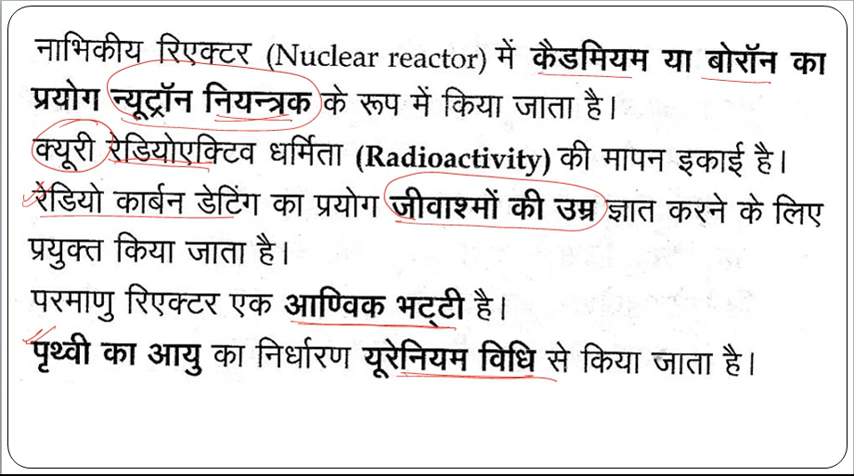 नाभिकीय रिएक्टर (Nuclear reactor) में कैडमियम या बोरॉन का
प्रयोग न्यूट्रॉन नियन्त्रक के रूप में किया जाता है।
क्यूरी रेडियोएक्टिव धर्मिता (Radioactivity) की मापन इकाई है।
रेडियो कार्बन डेटिंग का प्रयोग जीवाश्मों की उम्र ज्ञात करने के लिए
प्रयुक्त किया जाता है।
परमाणु रिएक्टर एक आण्विक भट्टी है।
पृथ्वी का आयु का निर्धारण यूरेनियम विधि से किया जाता है।